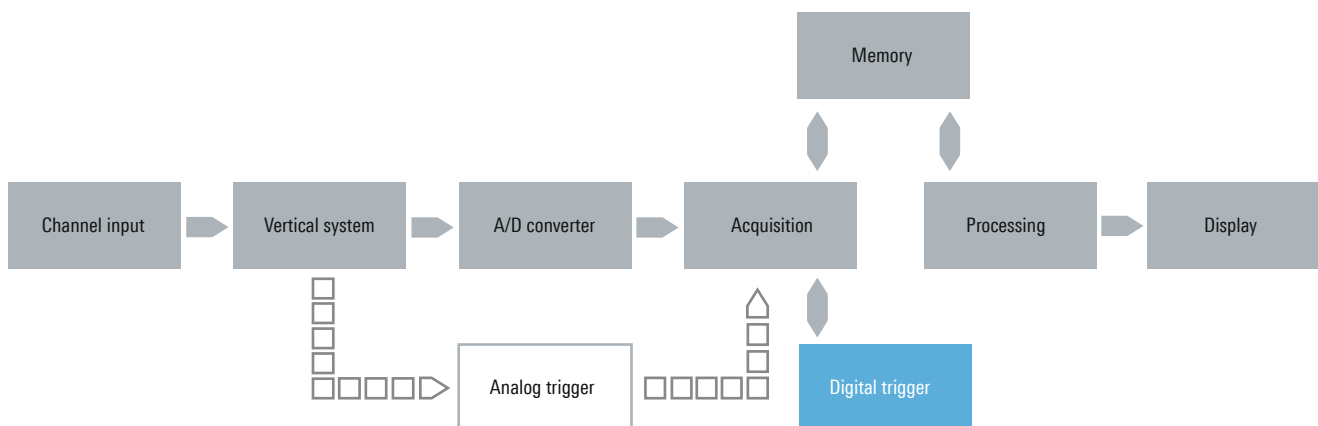 Memory
Channel input
Vertical system
A/D converter
Acquisition
Processing
Display
Analog trigger
Digital trigger